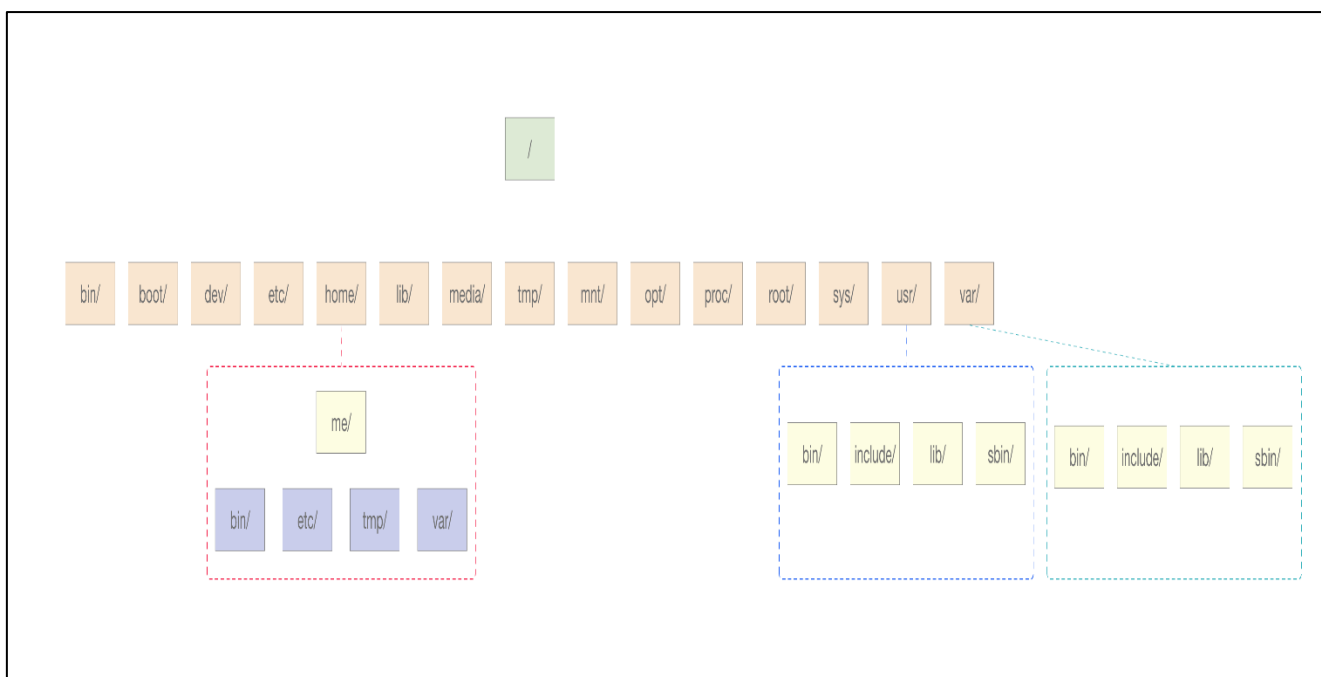 /
bin/ boot/ dev/ etc/ home/ lib/ media/ tmp/ mnt/ opt/ proc/ root/ sys/ usr/ var/
me/
bin/ etc/ tmp/ var/
bin/ include/ lib/ sbin/
bin/ include/ lib/ sbin/